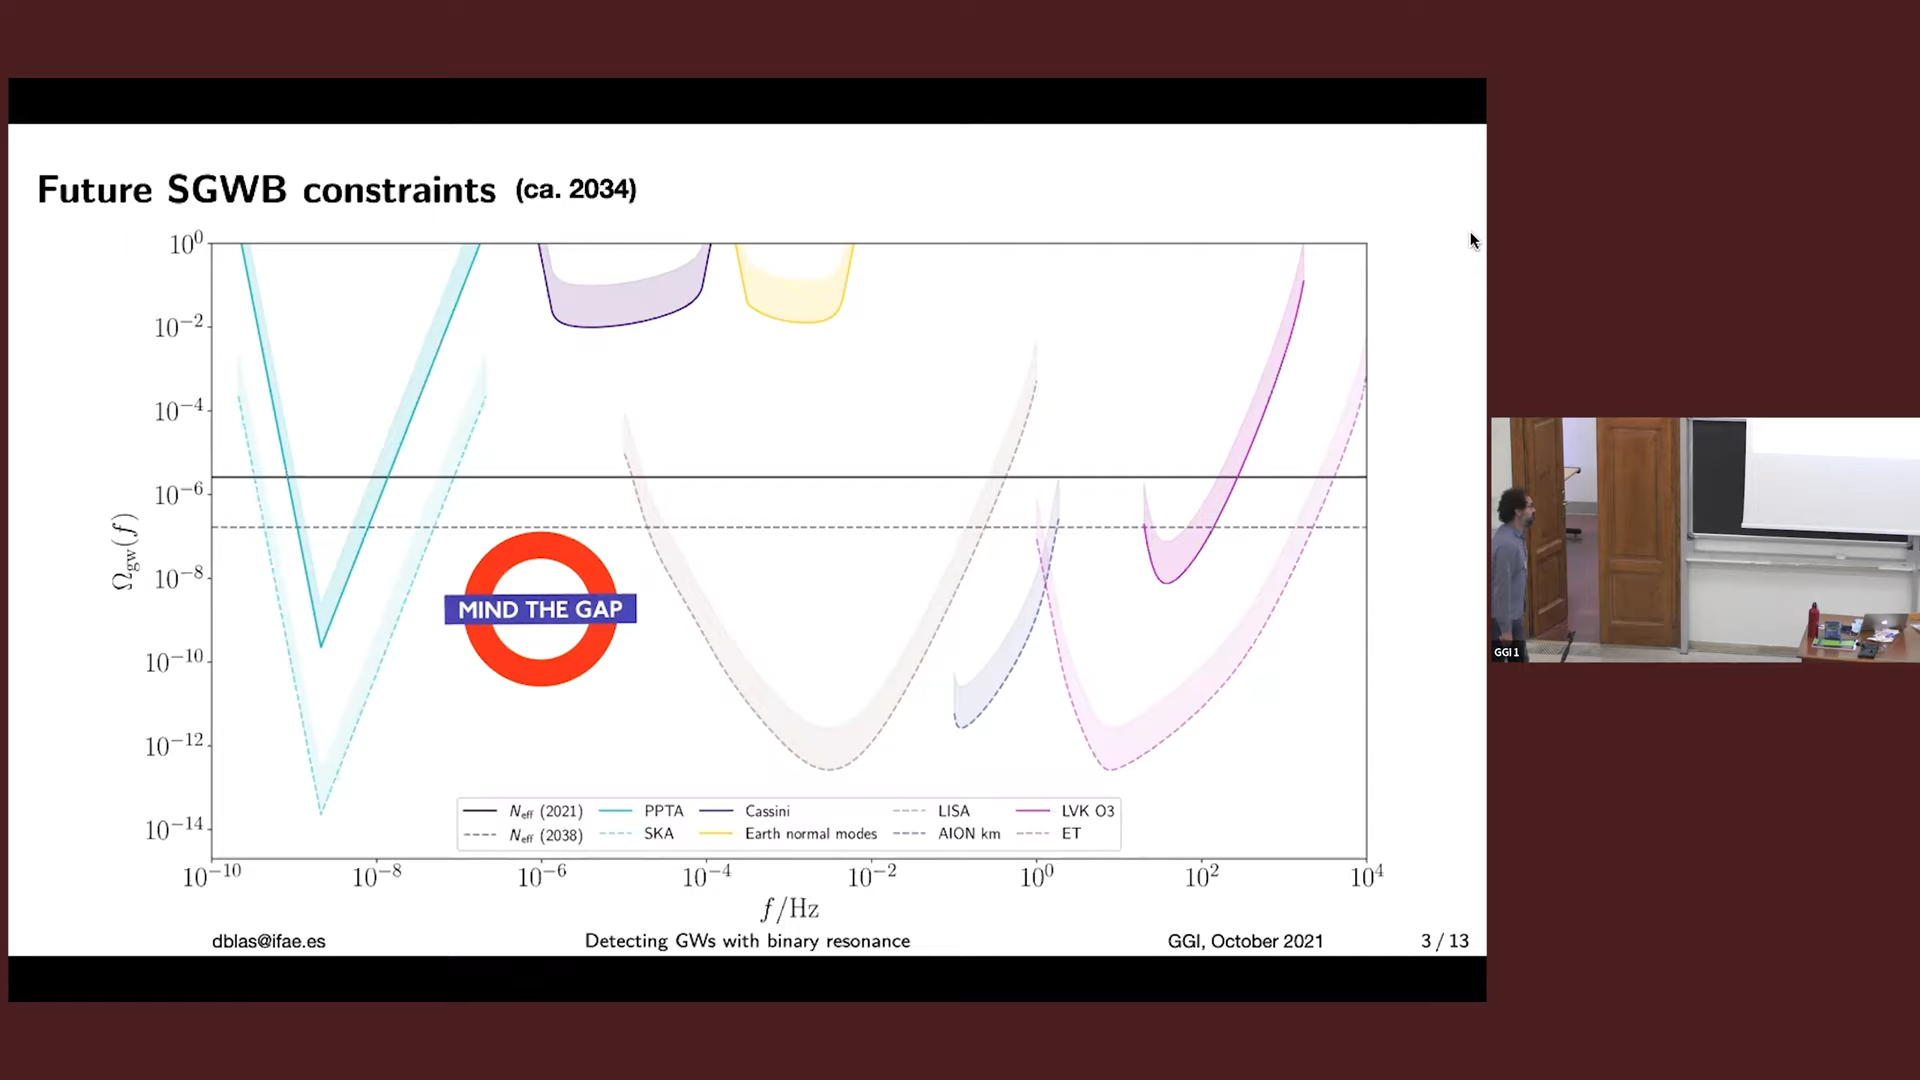 Future SGWB constraints (ca. 2034)
10^0
10^-2
10^-4
10^-6
10^-8
10^-10
10^-12
10^-14
Ω_gw(f)
MIND THE GAP
N_eff (2021) PPTA Cassini LISA LVK O3
N_eff (2038) SKA Earth normal modes AION km ET
10^-10 10^-8 10^-6 10^-4 10^-2 10^0 10^2 10^4
f/Hz
dblas@ifae.es Detecting GWs with binary resonance GGI, October 2021 3 / 13
GGI 1